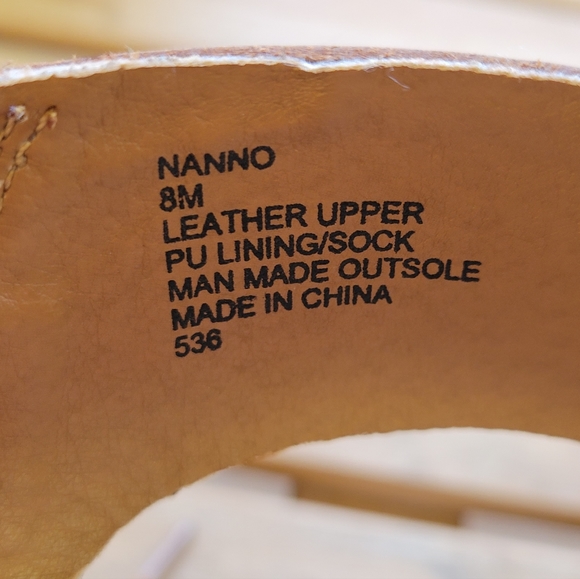 NANNO
8M
LEATHER UPPER
PU LINING/SOCK
MAN MADE OUTSOLE
MADE IN CHINA
536